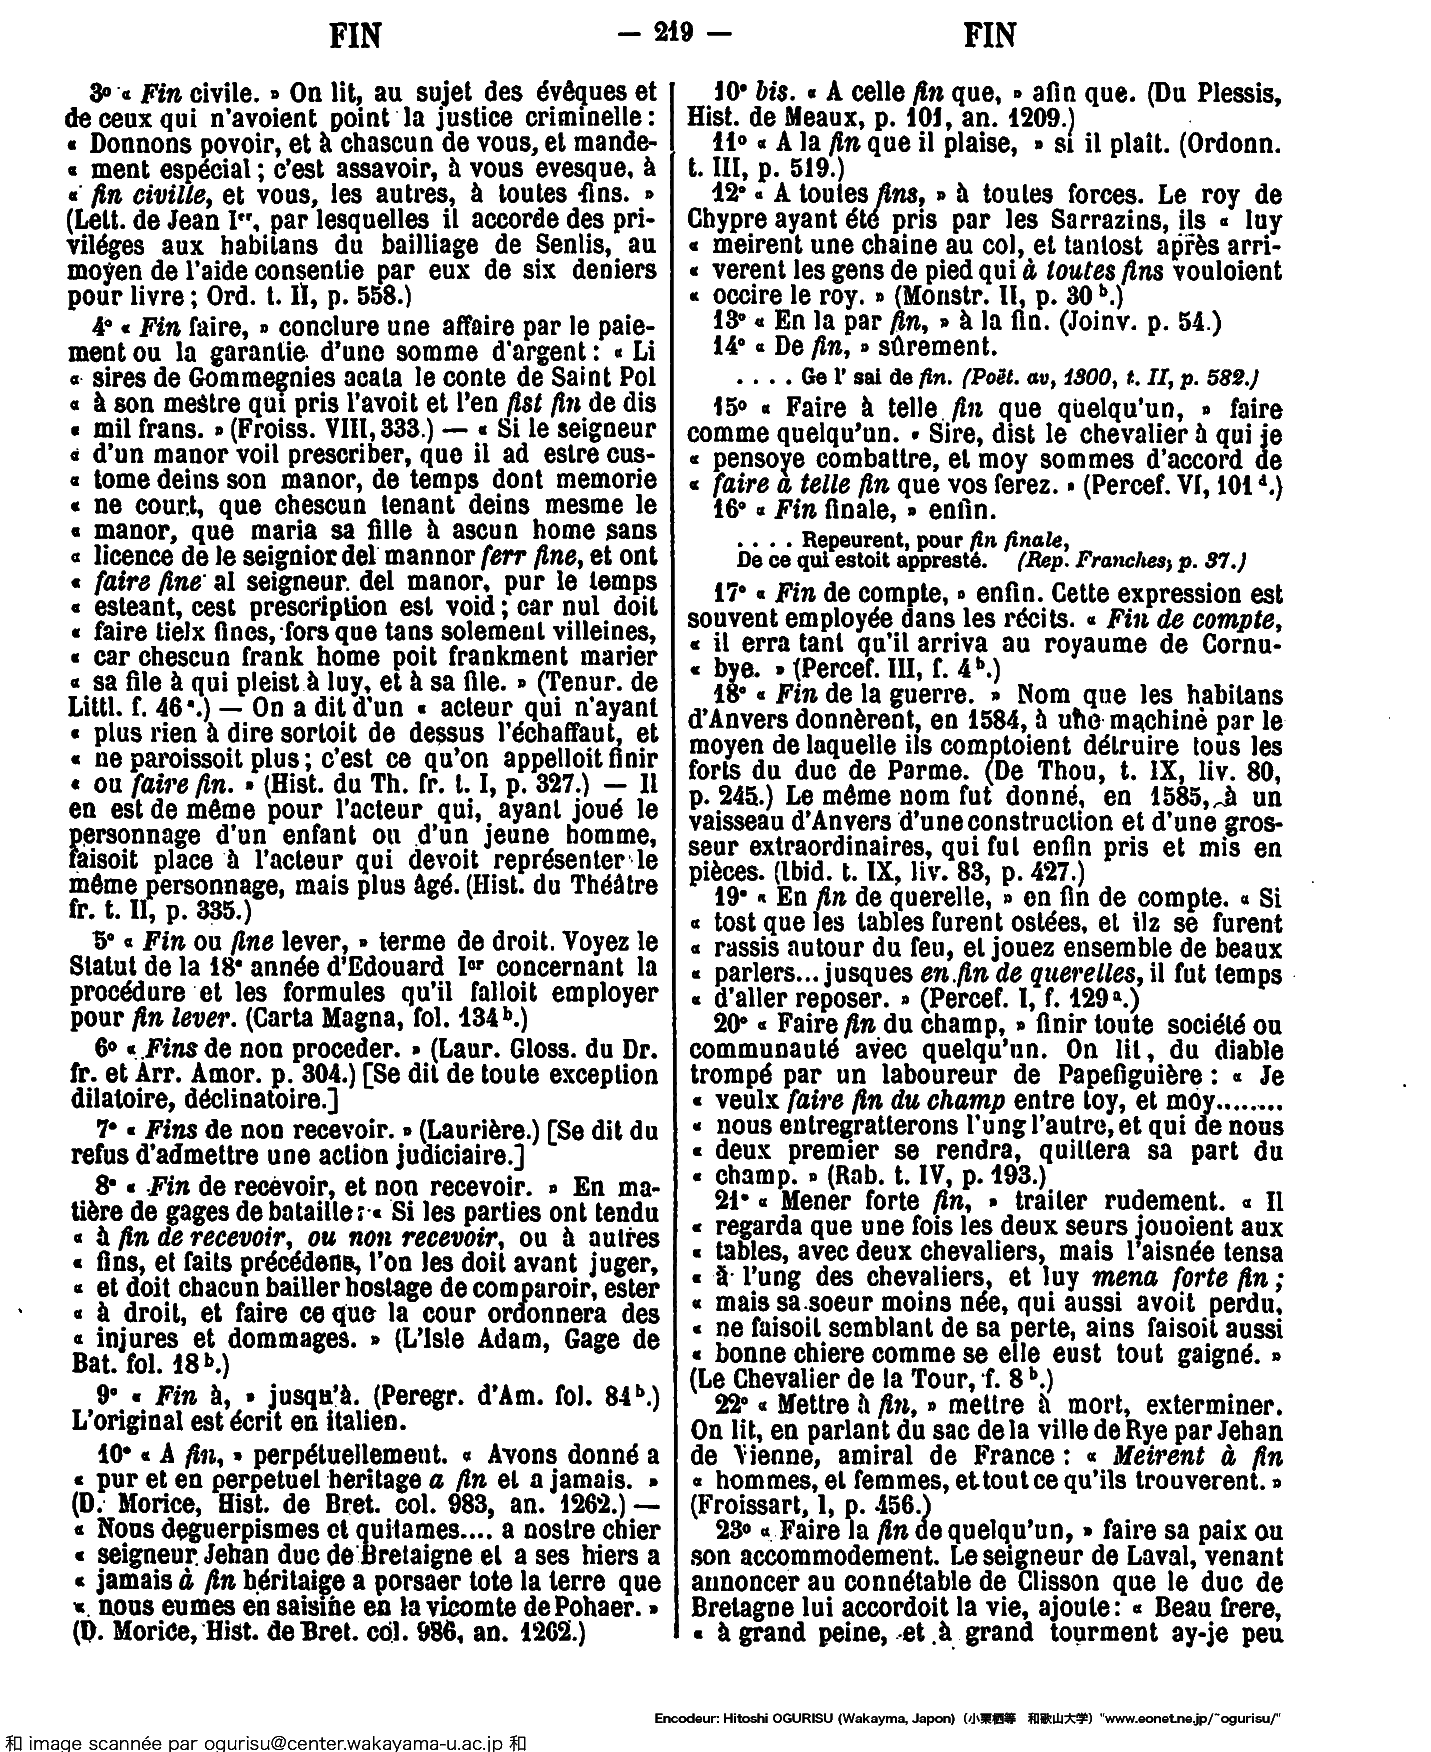 FIN — 219 — FIN
3º « Fin civile. » On lit, au sujet des évêques et
de ceux qui n'avoient point la justice criminelle :
« Donnons povoir, et à chascun de vous, et mande-
« ment espécial ; c'est assavoir, à vous evesque, à
« fin civille, et vous, les autres, à toutes fins. »
(Lett. de Jean Iᵉʳ, par lesquelles il accorde des pri-
viléges aux habitans du bailliage de Senlis, au
moyen de l'aide consentie par eux de six deniers
pour livre ; Ord. t. II, p. 558.)
4º « Fin faire, » conclure une affaire par le paie-
ment ou la garantie d'une somme d'argent : « Li
« sires de Gommegnies acata le conte de Saint Pol
« à son mestre qui pris l'avoit et l'en fist fin de dis
« mil frans. » (Froiss. VIII, 333.) — « Si le seigneur
« d'un manor voil prescriber, que il ad estre cus-
« tome deins son manor, de temps dont memorie
« ne court, que chescun tenant deins mesme le
« manor, que maria sa fille à ascun home sans
« licence de le seignior del mannor ferr fine, et ont
« faire fine al seigneur del manor, pur le temps
« esteant, cest prescription est void ; car nul doit
« faire tielx fines, fors que tans solement villeines,
« car chescun frank home poit frankment marier
« sa file à qui pleist à luy, et à sa file. » (Tenur. de
Littl. f. 46 ᵃ.) — On a dit d'un « acteur qui n'ayant
« plus rien à dire sortoit de dessus l'échaffaut, et
« ne paroissoit plus ; c'est ce qu'on appelloit finir
« ou faire fin. » (Hist. du Th. fr. t. I, p. 327.) — Il
en est de même pour l'acteur qui, ayant joué le
personnage d'un enfant ou d'un jeune homme,
faisoit place à l'acteur qui devoit représenter le
même personnage, mais plus âgé. (Hist. du Théâtre
fr. t. II, p. 335.)
5º « Fin ou fine lever, » terme de droit. Voyez le
Statut de la 18ᵉ année d'Edouard Iᵉʳ concernant la
procédure et les formules qu'il falloit employer
pour fin lever. (Carta Magna, fol. 134 ᵇ.)
6º « Fins de non proceder. » (Laur. Gloss. du Dr.
fr. et Arr. Amor. p. 304.) [Se dit de toute exception
dilatoire, déclinatoire.]
7º « Fins de non recevoir. » (Laurière.) [Se dit du
refus d'admettre une action judiciaire.]
8º « Fin de recevoir, et non recevoir. » En ma-
tière de gages de bataille : « Si les parties ont tendu
« à fin de recevoir, ou non recevoir, ou à autres
« fins, et faits précédens, l'on les doit avant juger,
« et doit chacun bailler hostage de comparoir, ester
« à droit, et faire ce que la cour ordonnera des
« injures et dommages. » (L'Isle Adam, Gage de
Bat. fol. 18 ᵇ.)
9º « Fin à, » jusqu'à. (Peregr. d'Am. fol. 84 ᵇ.)
L'original est écrit en italien.
10º « A fin, » perpétuellement. « Avons donné a
« pur et en perpetuel heritage a fin et a jamais. »
(D. Morice, Hist. de Bret. col. 983, an. 1262.) —
« Nous deguerpismes et quitames.... a nostre chier
« seigneur Jehan duc de Bretaigne et a ses hiers a
« jamais à fin héritaige a porsaer tote la terre que
« nous eumes en saisine en la vicomte de Pohaer. »
(D. Morice, Hist. de Bret. col. 986, an. 1262.)
10º bis. « A celle fin que, » afin que. (Du Plessis,
Hist. de Meaux, p. 101, an. 1209.)
11º « A la fin que il plaise, » si il plaît. (Ordonn.
t. III, p. 519.)
12º « A toutes fins, » à toutes forces. Le roy de
Chypre ayant été pris par les Sarrazins, ils « luy
« meirent une chaine au col, et tantost après arri-
« verent les gens de pied qui à toutes fins vouloient
« occire le roy. » (Monstr. II, p. 30 ᵇ.)
13º « En la par fin, » à la fin. (Joinv. p. 54.)
14º « De fin, » sûrement.
. . . . Ge l' sai de fin. (Poët. av, 1300, t. II, p. 582.)
15º « Faire à telle fin que quelqu'un, » faire
comme quelqu'un. « Sire, dist le chevalier à qui je
« pensoye combattre, et moy sommes d'accord de
« faire à telle fin que vos ferez. » (Percef. VI, 101 ᵈ.)
16º « Fin finale, » enfin.
. . . . Repeurent, pour fin finale,
De ce qui estoit appresté. (Rep. Franches, p. 37.)
17º « Fin de compte, » enfin. Cette expression est
souvent employée dans les récits. « Fin de compte,
« il erra tant qu'il arriva au royaume de Cornu-
« bye. » (Percef. III, f. 4 ᵇ.)
18º « Fin de la guerre. » Nom que les habitans
d'Anvers donnèrent, en 1584, à une machine par le
moyen de laquelle ils comptoient détruire tous les
forts du duc de Parme. (De Thou, t. IX, liv. 80,
p. 245.) Le même nom fut donné, en 1585, à un
vaisseau d'Anvers d'une construction et d'une gros-
seur extraordinaires, qui fut enfin pris et mis en
pièces. (Ibid. t. IX, liv. 83, p. 427.)
19º « En fin de querelle, » en fin de compte. « Si
« tost que les tables furent ostées, et ilz se furent
« rassis autour du feu, et jouez ensemble de beaux
« parlers... jusques en fin de querelles, il fut temps
« d'aller reposer. » (Percef. I, f. 129 ᵃ.)
20º « Faire fin du champ, » finir toute société ou
communauté avec quelqu'un. On lit, du diable
trompé par un laboureur de Papefiguière : « Je
« veulx faire fin du champ entre toy, et moy........
« nous entregratterons l'ung l'autre, et qui de nous
« deux premier se rendra, quittera sa part du
« champ. » (Rab. t. IV, p. 193.)
21º « Mener forte fin, » traiter rudement. « Il
« regarda que une fois les deux seurs jouoient aux
« tables, avec deux chevaliers, mais l'aisnée tensa
« à l'ung des chevaliers, et luy mena forte fin ;
« mais sa soeur moins née, qui aussi avoit perdu,
« ne faisoit semblant de sa perte, ains faisoit aussi
« bonne chiere comme se elle eust tout gaigné. »
(Le Chevalier de la Tour, f. 8 ᵇ.)
22º « Mettre à fin, » mettre à mort, exterminer.
On lit, en parlant du sac de la ville de Rye par Jehan
de Vienne, amiral de France : « Meirent à fin
« hommes, et femmes, et tout ce qu'ils trouverent. »
(Froissart, I, p. 456.)
23º « Faire la fin de quelqu'un, » faire sa paix ou
son accommodement. Le seigneur de Laval, venant
annoncer au connétable de Clisson que le duc de
Bretagne lui accordoit la vie, ajoute : « Beau frere,
« à grand peine, et à grand tourment ay-je peu
Encodeur: Hitoshi OGURISU (Wakayma, Japon) (小栗栖等 和歌山大学) "www.eonet.ne.jp/~ogurisu/"
和 image scannée par ogurisu@center.wakayama-u.ac.jp 和